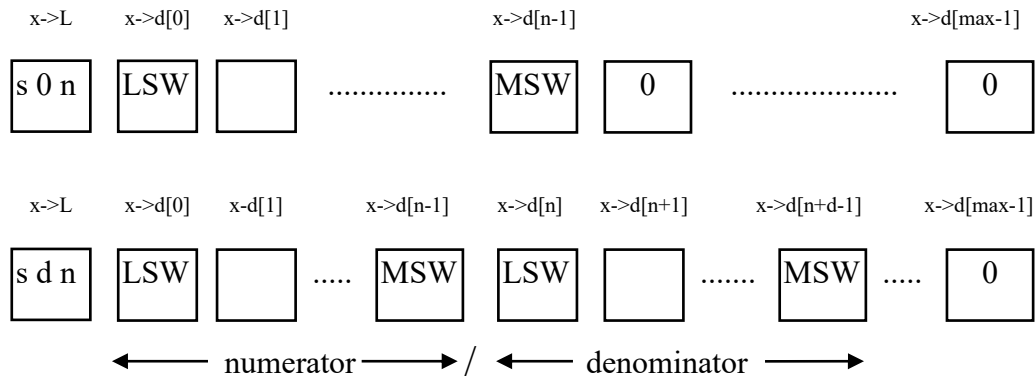 x->L x->d[0] x->d[1] x->d[n-1] x->d[max-1]
s 0 n LSW ............... MSW 0 ..................... 0
x->L x->d[0] x-d[1] x->d[n-1] x->d[n] x->d[n+1] x->d[n+d-1] x->d[max-1]
s d n LSW ..... MSW LSW ....... MSW ..... 0
numerator / denominator